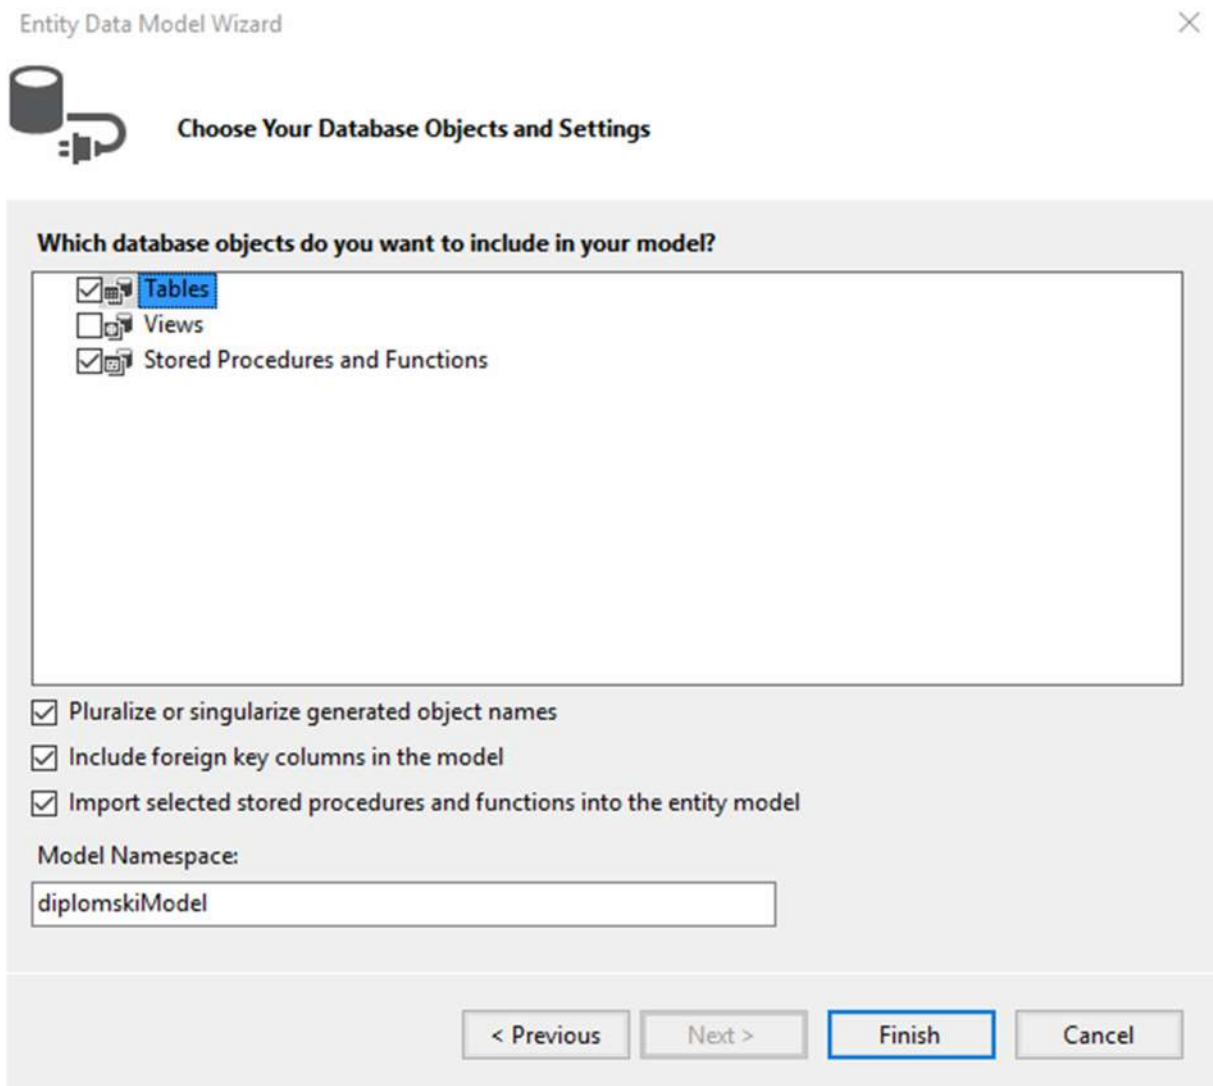 Entity Data Model Wizard
Choose Your Database Objects and Settings
Which database objects do you want to include in your model?
Tables
Views
Stored Procedures and Functions
Pluralize or singularize generated object names
Include foreign key columns in the model
Import selected stored procedures and functions into the entity model
Model Namespace:
diplomskiModel
< Previous Next > Finish Cancel